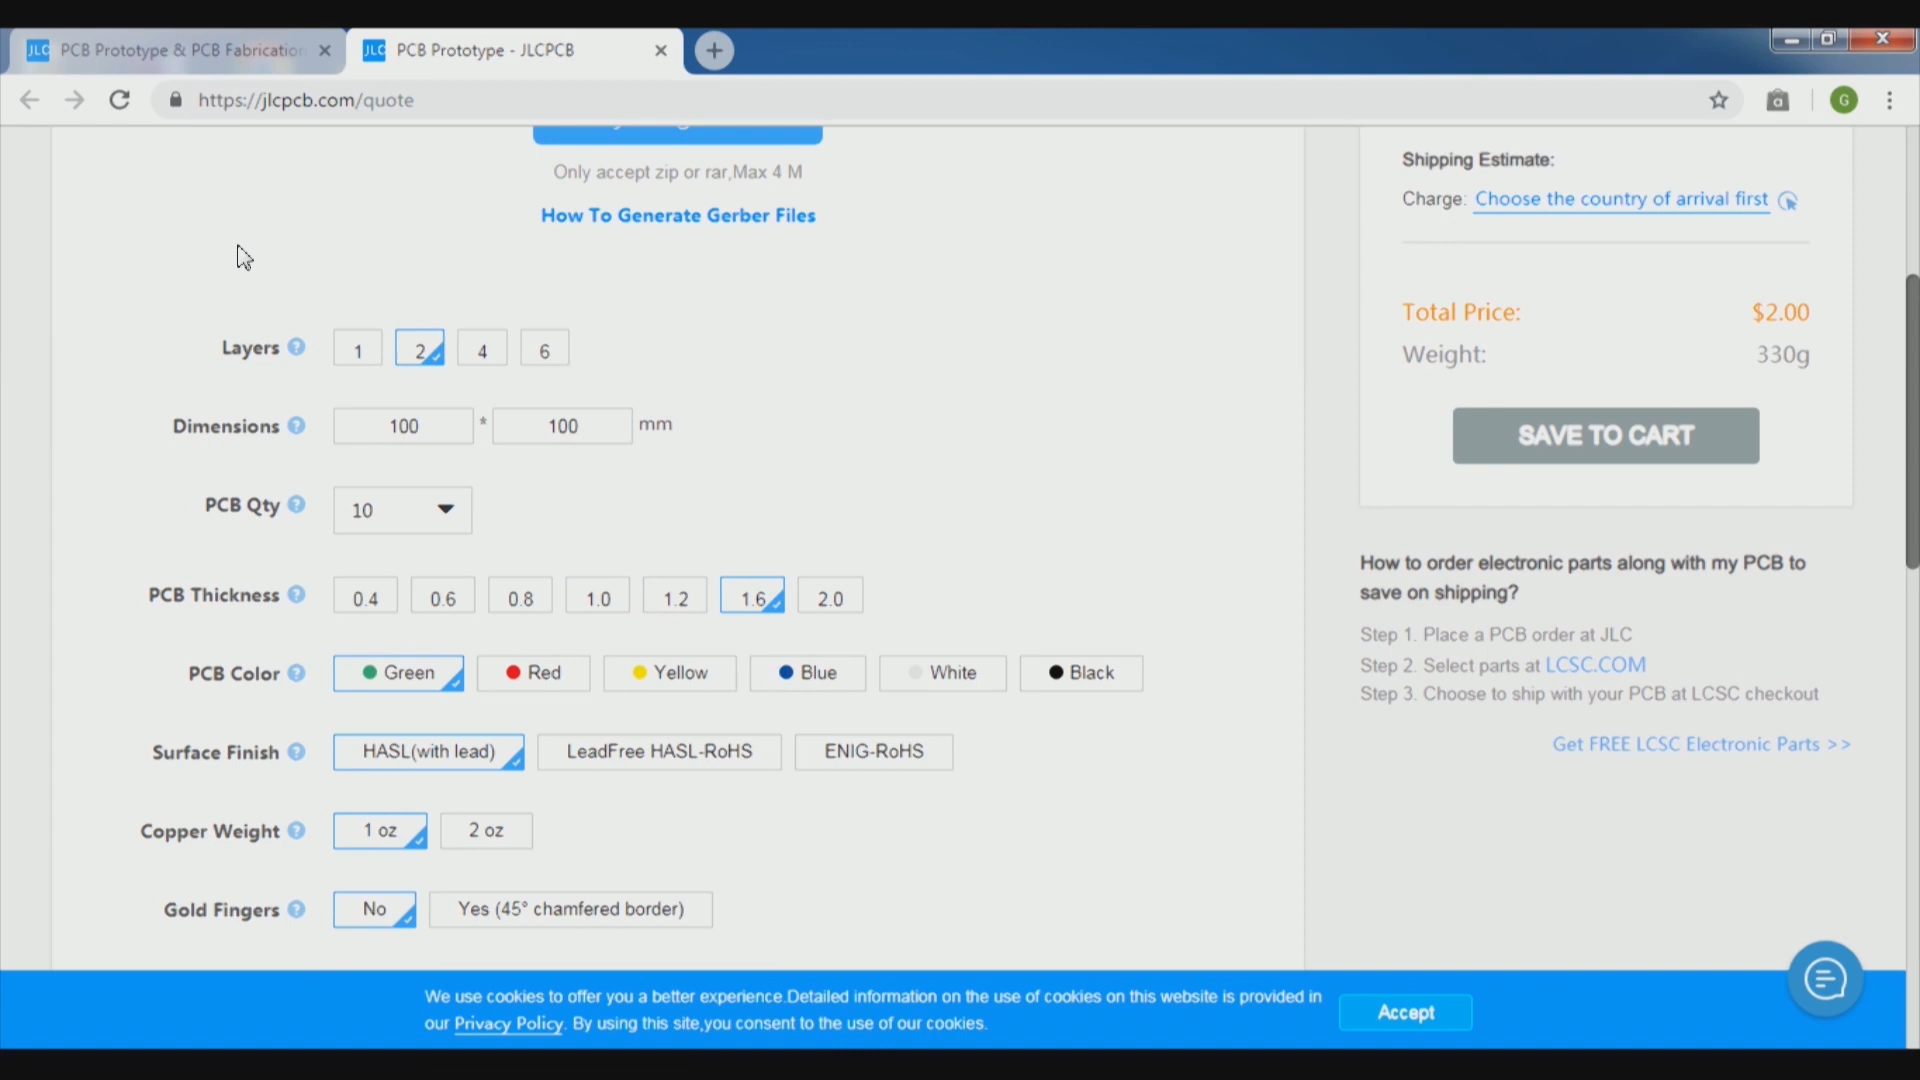 JLC PCB Prototype & PCB Fabrication
JLC PCB Prototype - JLCPCB
https://jlcpcb.com/quote
G
Only accept zip or rar,Max 4 M
How To Generate Gerber Files
Layers ? 1 2 4 6
Dimensions ? 100 * 100 mm
PCB Qty ? 10
PCB Thickness ? 0.4 0.6 0.8 1.0 1.2 1.6 2.0
PCB Color ? Green Red Yellow Blue White Black
Surface Finish ? HASL(with lead) LeadFree HASL-RoHS ENIG-RoHS
Copper Weight ? 1 oz 2 oz
Gold Fingers ? No Yes (45° chamfered border)
Shipping Estimate:
Charge: Choose the country of arrival first
Total Price: $2.00
Weight: 330g
SAVE TO CART
How to order electronic parts along with my PCB to
save on shipping?
Step 1. Place a PCB order at JLC
Step 2. Select parts at LCSC.COM
Step 3. Choose to ship with your PCB at LCSC checkout
Get FREE LCSC Electronic Parts >>
We use cookies to offer you a better experience.Detailed information on the use of cookies on this website is provided in
our Privacy Policy. By using this site,you consent to the use of our cookies.
Accept